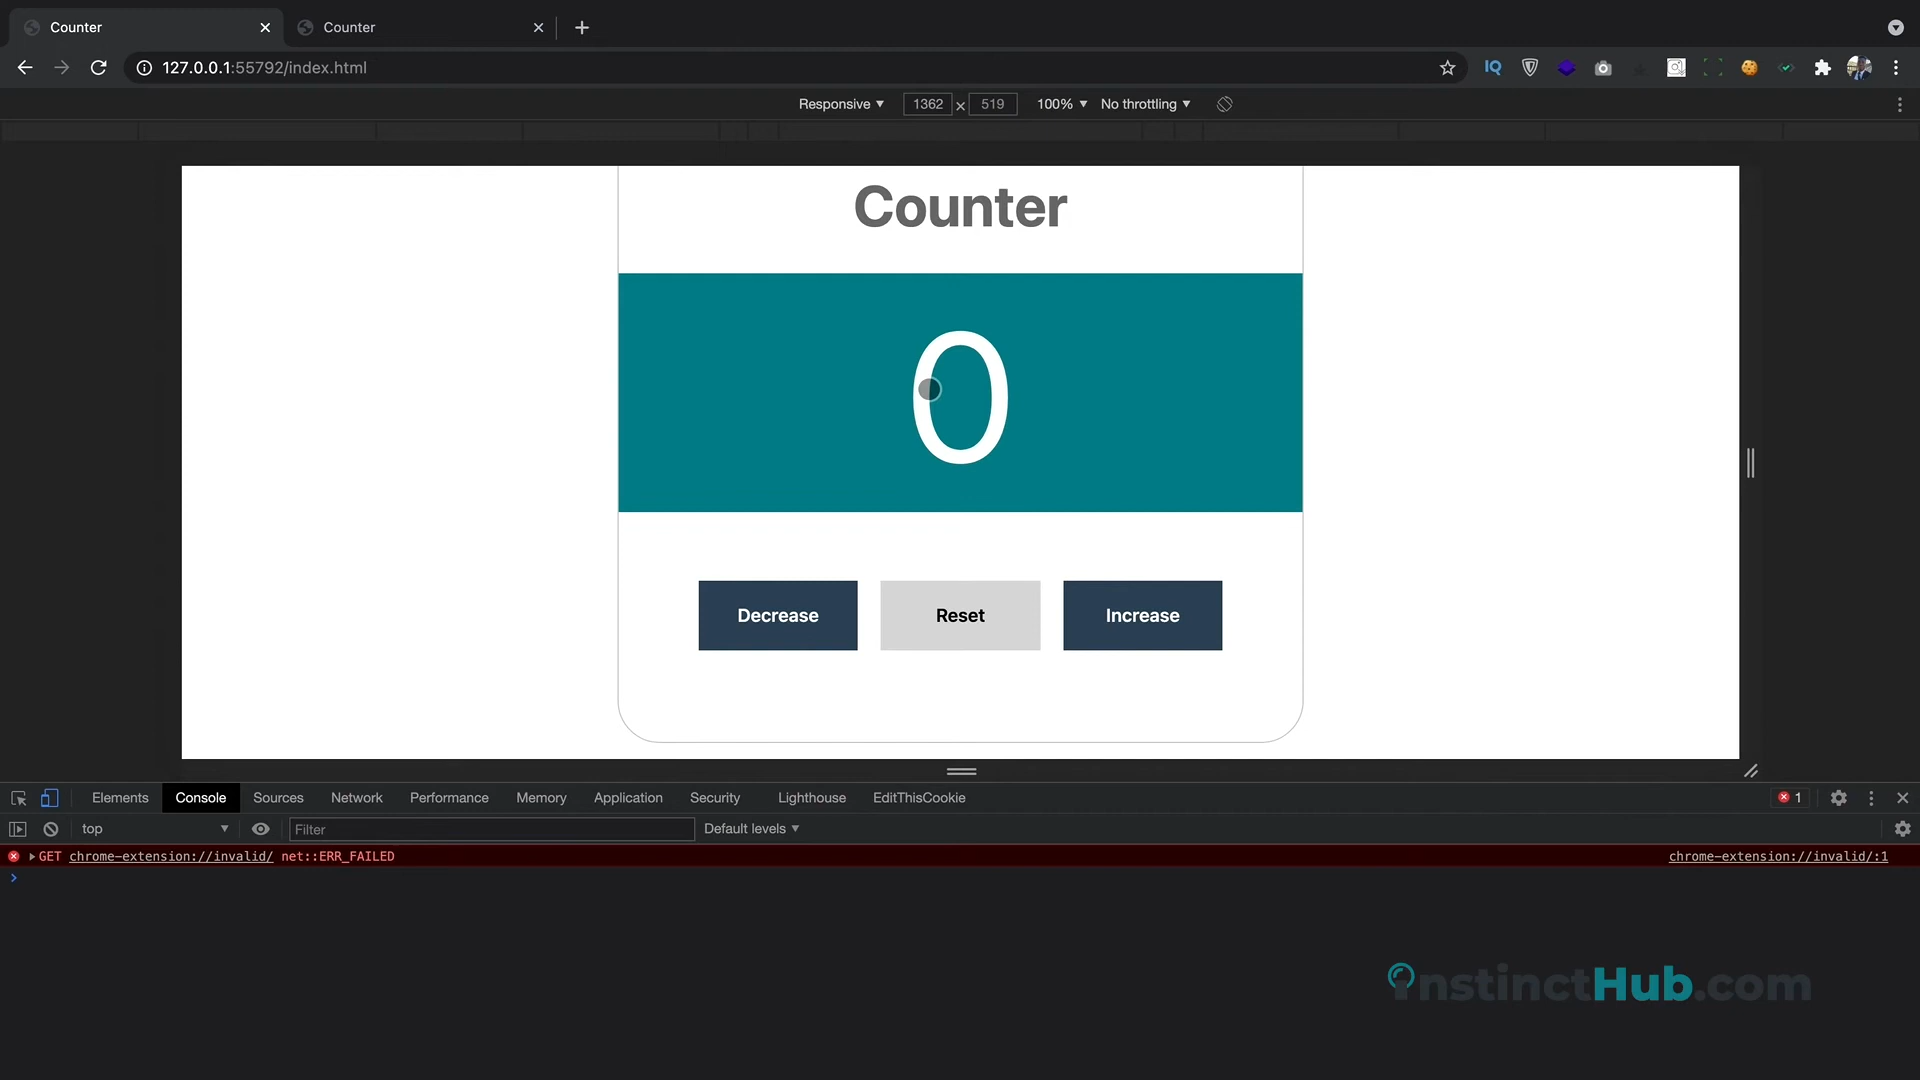 Counter
Counter
127.0.0.1:55792/index.html
IQ
Responsive 1362 × 519 100% No throttling
Counter
0
Decrease Reset Increase
Elements Console Sources Network Performance Memory Application Security Lighthouse EditThisCookie 1
top Filter Default levels
GET chrome-extension://invalid/ net::ERR_FAILED chrome-extension://invalid/:1
instinctHub.com